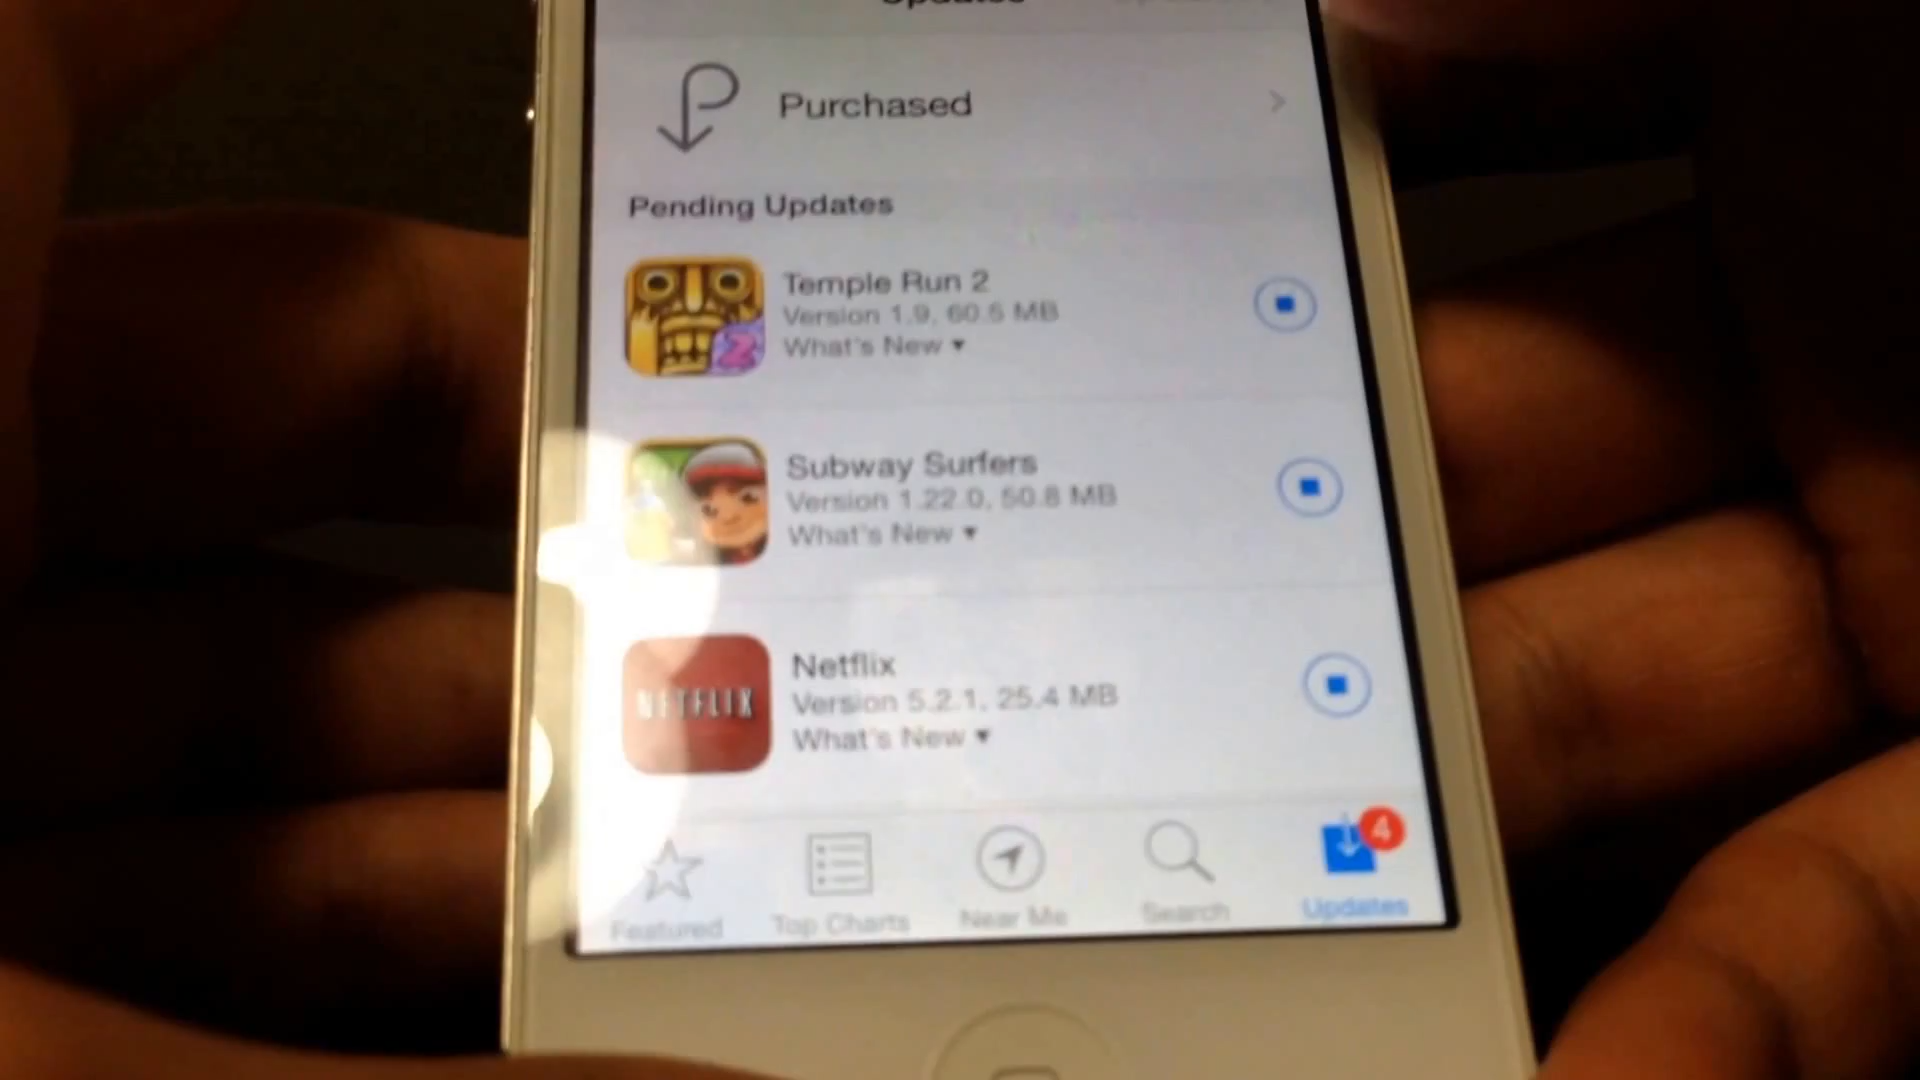 Updates
Purchased
Pending Updates
Temple Run 2
Version 1.9, 60.5 MB
What's New ▾
Subway Surfers
Version 1.22.0, 50.8 MB
What's New ▾
NETFLIX
Netflix
Version 5.2.1, 25.4 MB
What's New ▾
4
Featured
Top Charts
Near Me
Search
Updates